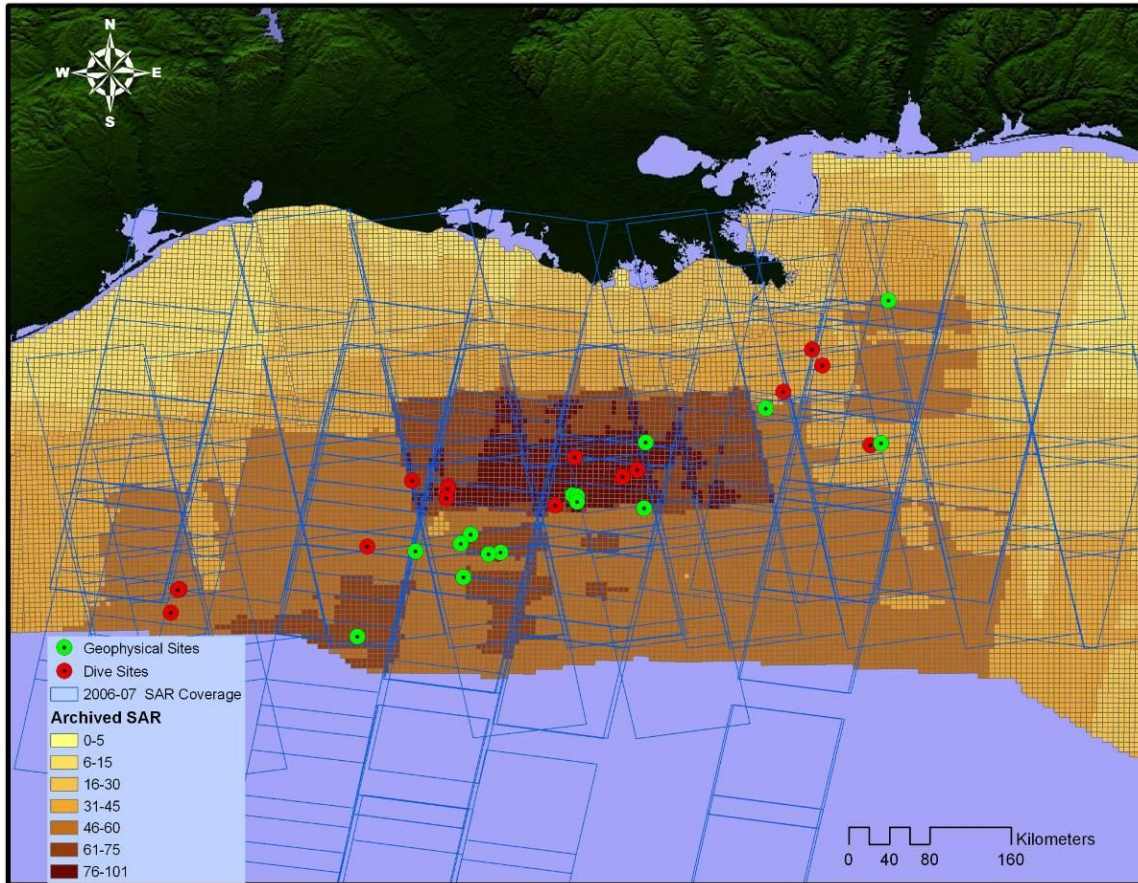 N
W E
S
Geophysical Sites
Dive Sites
2006-07 SAR Coverage
Archived SAR
0-5
6-15
16-30
31-45
46-60
61-75
76-101
Kilometers
0 40 80 160